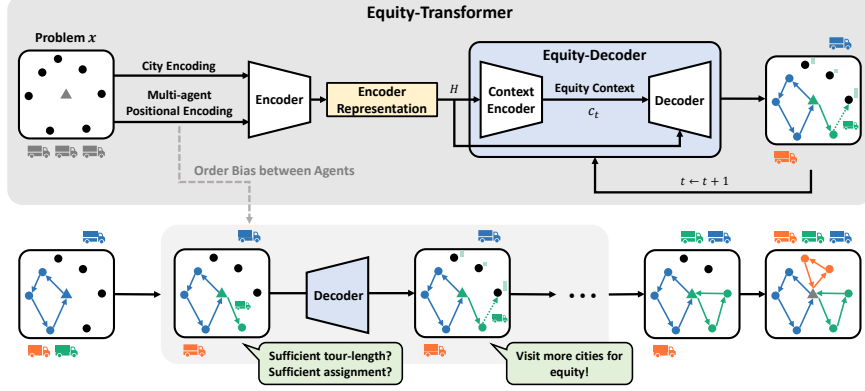 Equity-Transformer
Problem x
City Encoding
Multi-agent
Positional Encoding
Encoder
Encoder
Representation
H
Equity-Decoder
Context
Encoder
Equity Context
c_t
Decoder
t ← t + 1
Order Bias between Agents
Decoder
Sufficient tour-length?
Sufficient assignment?
Visit more cities for
equity!